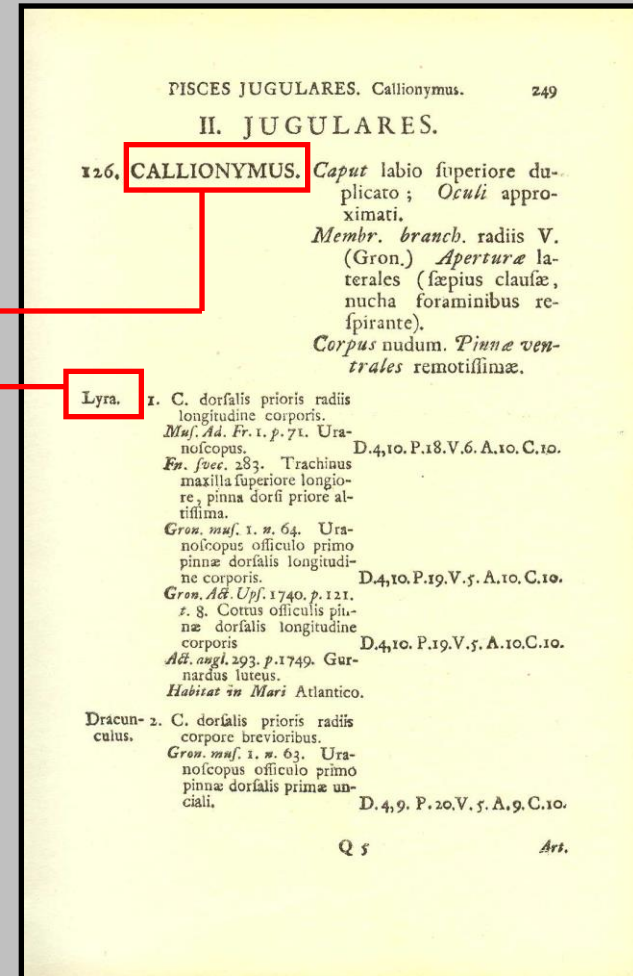 PISCES JUGULARES. Callionymus. 249
II. JUGULARES.
126. CALLIONYMUS. Caput labio ſuperiore du-
plicato; Oculi appro-
ximati.
Membr. branch. radiis V.
(Gron.) Aperturæ la-
terales (ſæpius clauſæ,
nucha foraminibus re-
ſpirante).
Corpus nudum. Pinnæ ven-
trales remotiſſimæ.
Lyra. 1. C. dorſalis prioris radiis
longitudine corporis.
Muſ. Ad. Fr. 1. p. 71. Ura-
noſcopus. D.4,10. P.18. V.6. A.10. C.10.
Fn. ſvec. 283. Trachinus
maxilla ſuperiore longio-
re, pinna dorſi priore al-
tiſſima.
Gron. muſ. 1. n. 64. Ura-
noſcopus officulo primo
pinnæ dorſalis longitudi-
ne corporis. D.4,10. P.19. V.5. A.10. C.10.
Gron. Act. Upſ. 1740. p. 121.
t. 8. Cottus officulis pin-
næ dorſalis longitudine
corporis D.4,10. P.19. V.5. A.10. C.10.
Act. angl. 293. p. 1749. Gur-
nardus luteus.
Habitat in Mari Atlantico.
Dracun- 2. C. dorſalis prioris radiis
culus. corpore brevioribus.
Gron. muſ. 1. n. 63. Ura-
noſcopus officulo primo
pinnæ dorſalis primæ un-
ciali. D.4,9. P.20. V.5. A.9. C.10.
Q 5 Art.